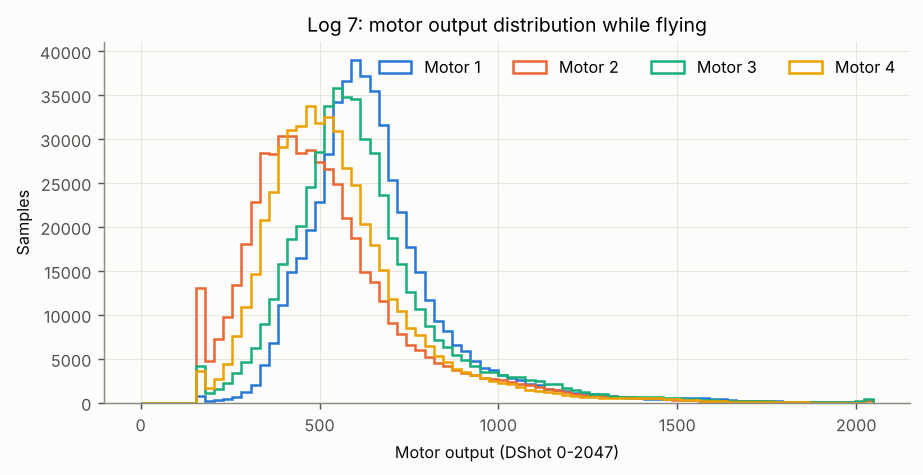 Log 7: motor output distribution while flying
Motor 1 Motor 2 Motor 3 Motor 4
40000
35000
30000
25000
20000
15000
10000
5000
0
Samples
0 500 1000 1500 2000
Motor output (DShot 0-2047)